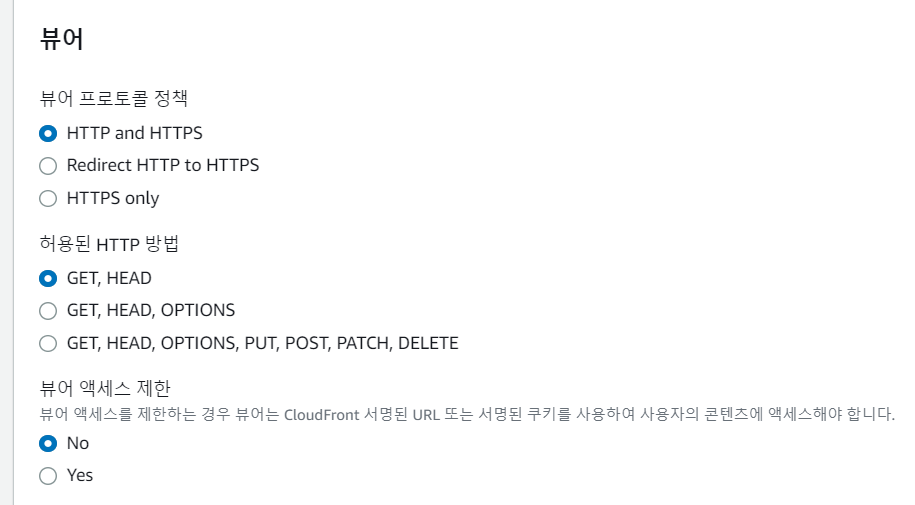 뷰어
뷰어 프로토콜 정책
HTTP and HTTPS
Redirect HTTP to HTTPS
HTTPS only
허용된 HTTP 방법
GET, HEAD
GET, HEAD, OPTIONS
GET, HEAD, OPTIONS, PUT, POST, PATCH, DELETE
뷰어 액세스 제한
뷰어 액세스를 제한하는 경우 뷰어는 CloudFront 서명된 URL 또는 서명된 쿠키를 사용하여 사용자의 콘텐츠에 액세스해야 합니다.
No
Yes